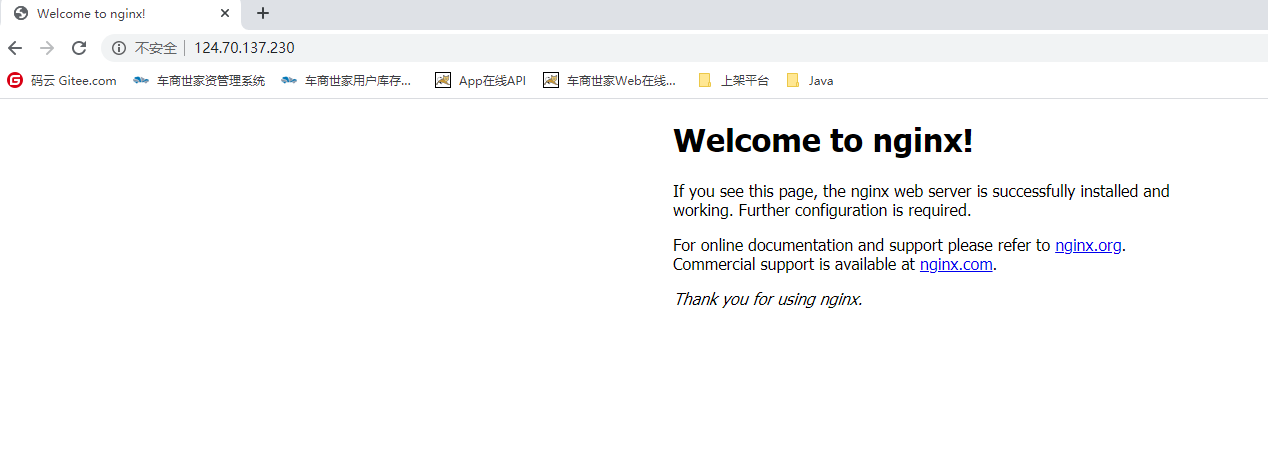 Welcome to nginx!
不安全 124.70.137.230
码云 Gitee.com 车商世家资管理系统 车商世家用户库存... App在线API 车商世家Web在线... 上架平台 Java
Welcome to nginx!
If you see this page, the nginx web server is successfully installed and
working. Further configuration is required.
For online documentation and support please refer to nginx.org.
Commercial support is available at nginx.com.
Thank you for using nginx.